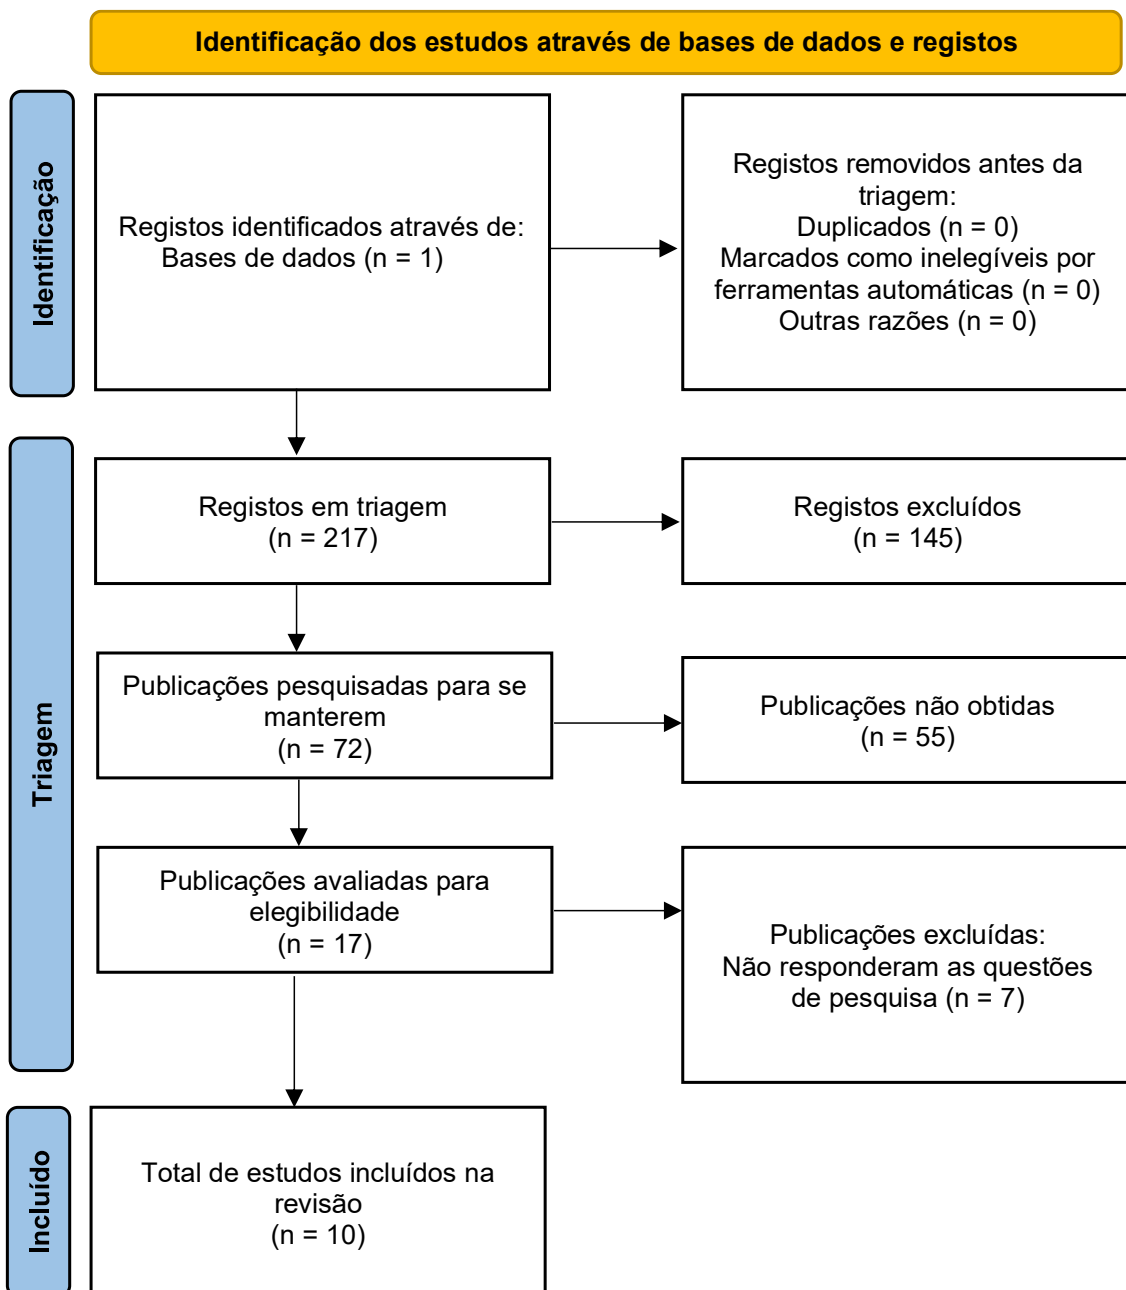 Identificação dos estudos através de bases de dados e registos
Identificação
Registos identificados através de:
Bases de dados (n = 1)
Registos removidos antes da
triagem:
Duplicados (n = 0)
Marcados como inelegíveis por
ferramentas automáticas (n = 0)
Outras razões (n = 0)
Triagem
Registos em triagem
(n = 217)
Registos excluídos
(n = 145)
Publicações pesquisadas para se
manterem
(n = 72)
Publicações não obtidas
(n = 55)
Publicações avaliadas para
elegibilidade
(n = 17)
Publicações excluídas:
Não responderam as questões
de pesquisa (n = 7)
Incluído
Total de estudos incluídos na
revisão
(n = 10)